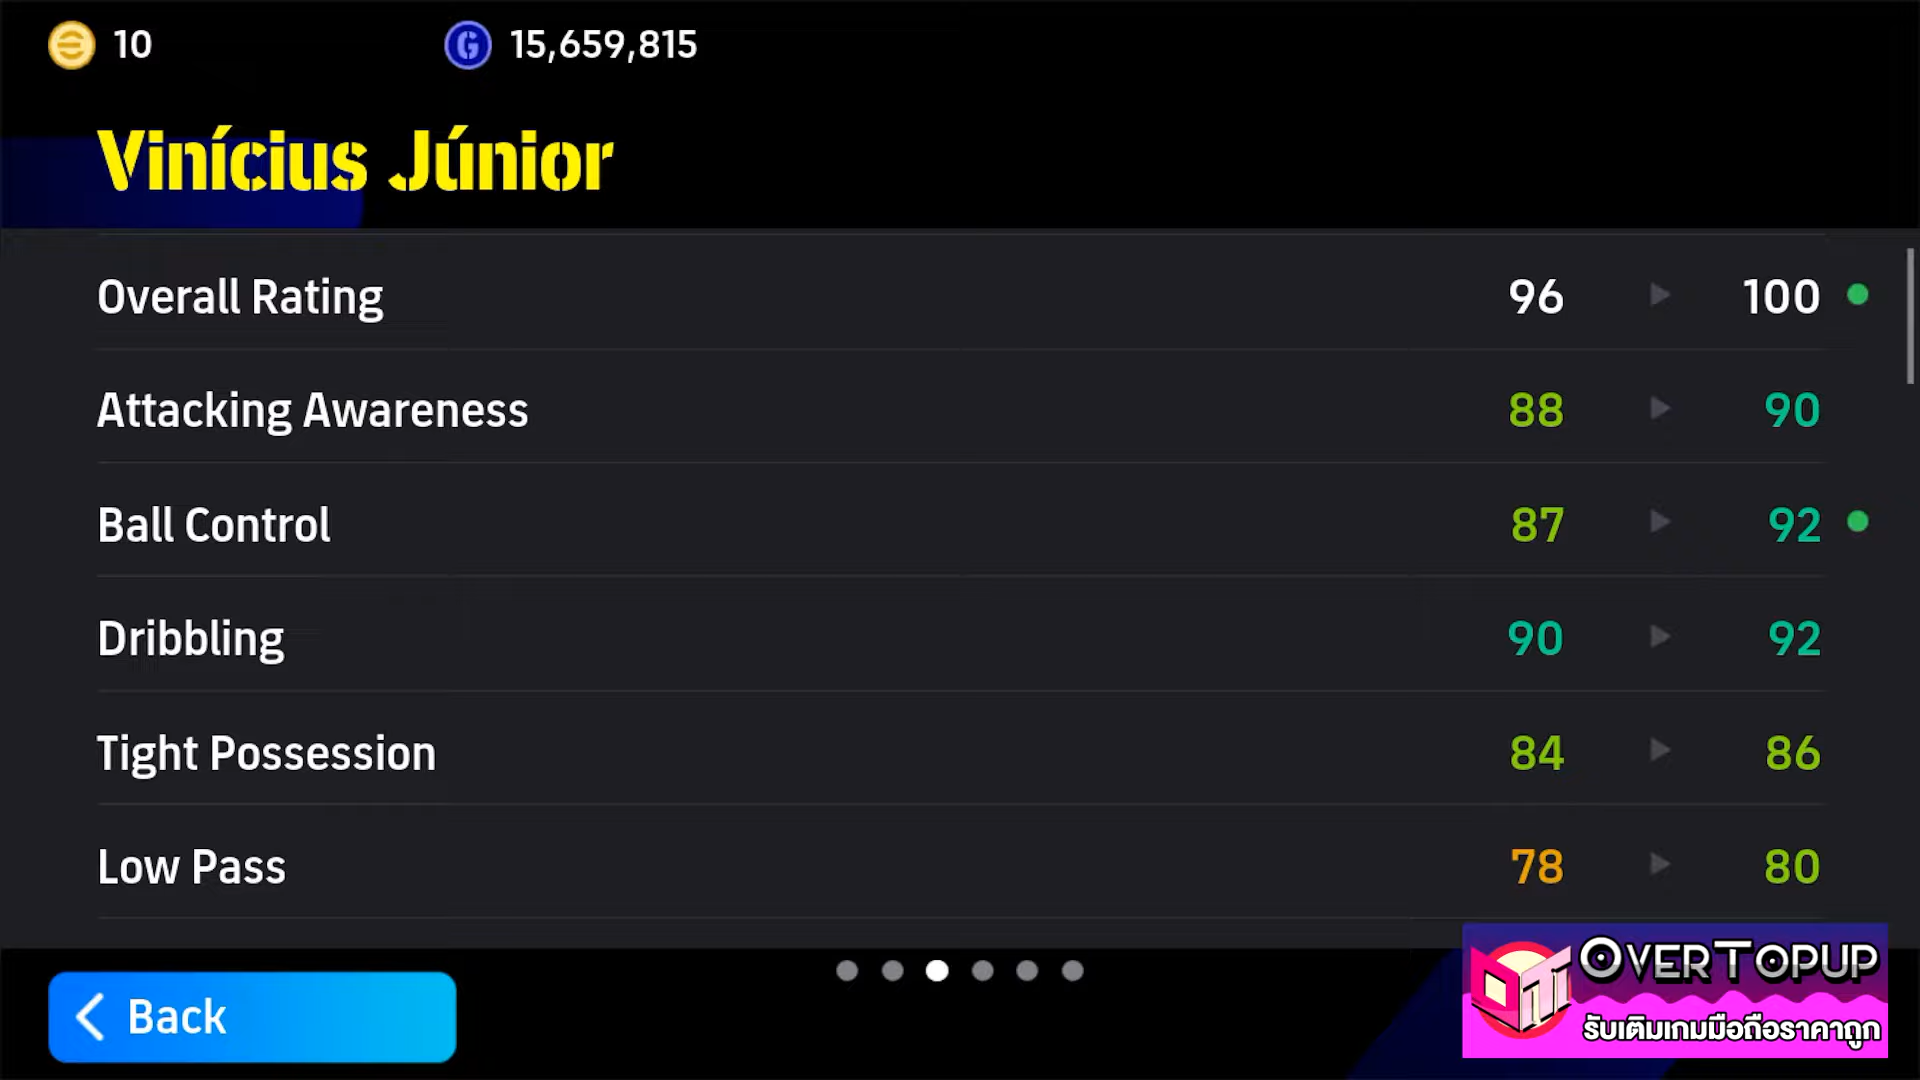 10
15,659,815
Vinícius Júnior
Overall Rating 96 100
Attacking Awareness 88 90
Ball Control 87 92
Dribbling 90 92
Tight Possession 84 86
Low Pass 78 80
Back
OVERTOPUP
รับเติมเกมมือถือราคาถูก